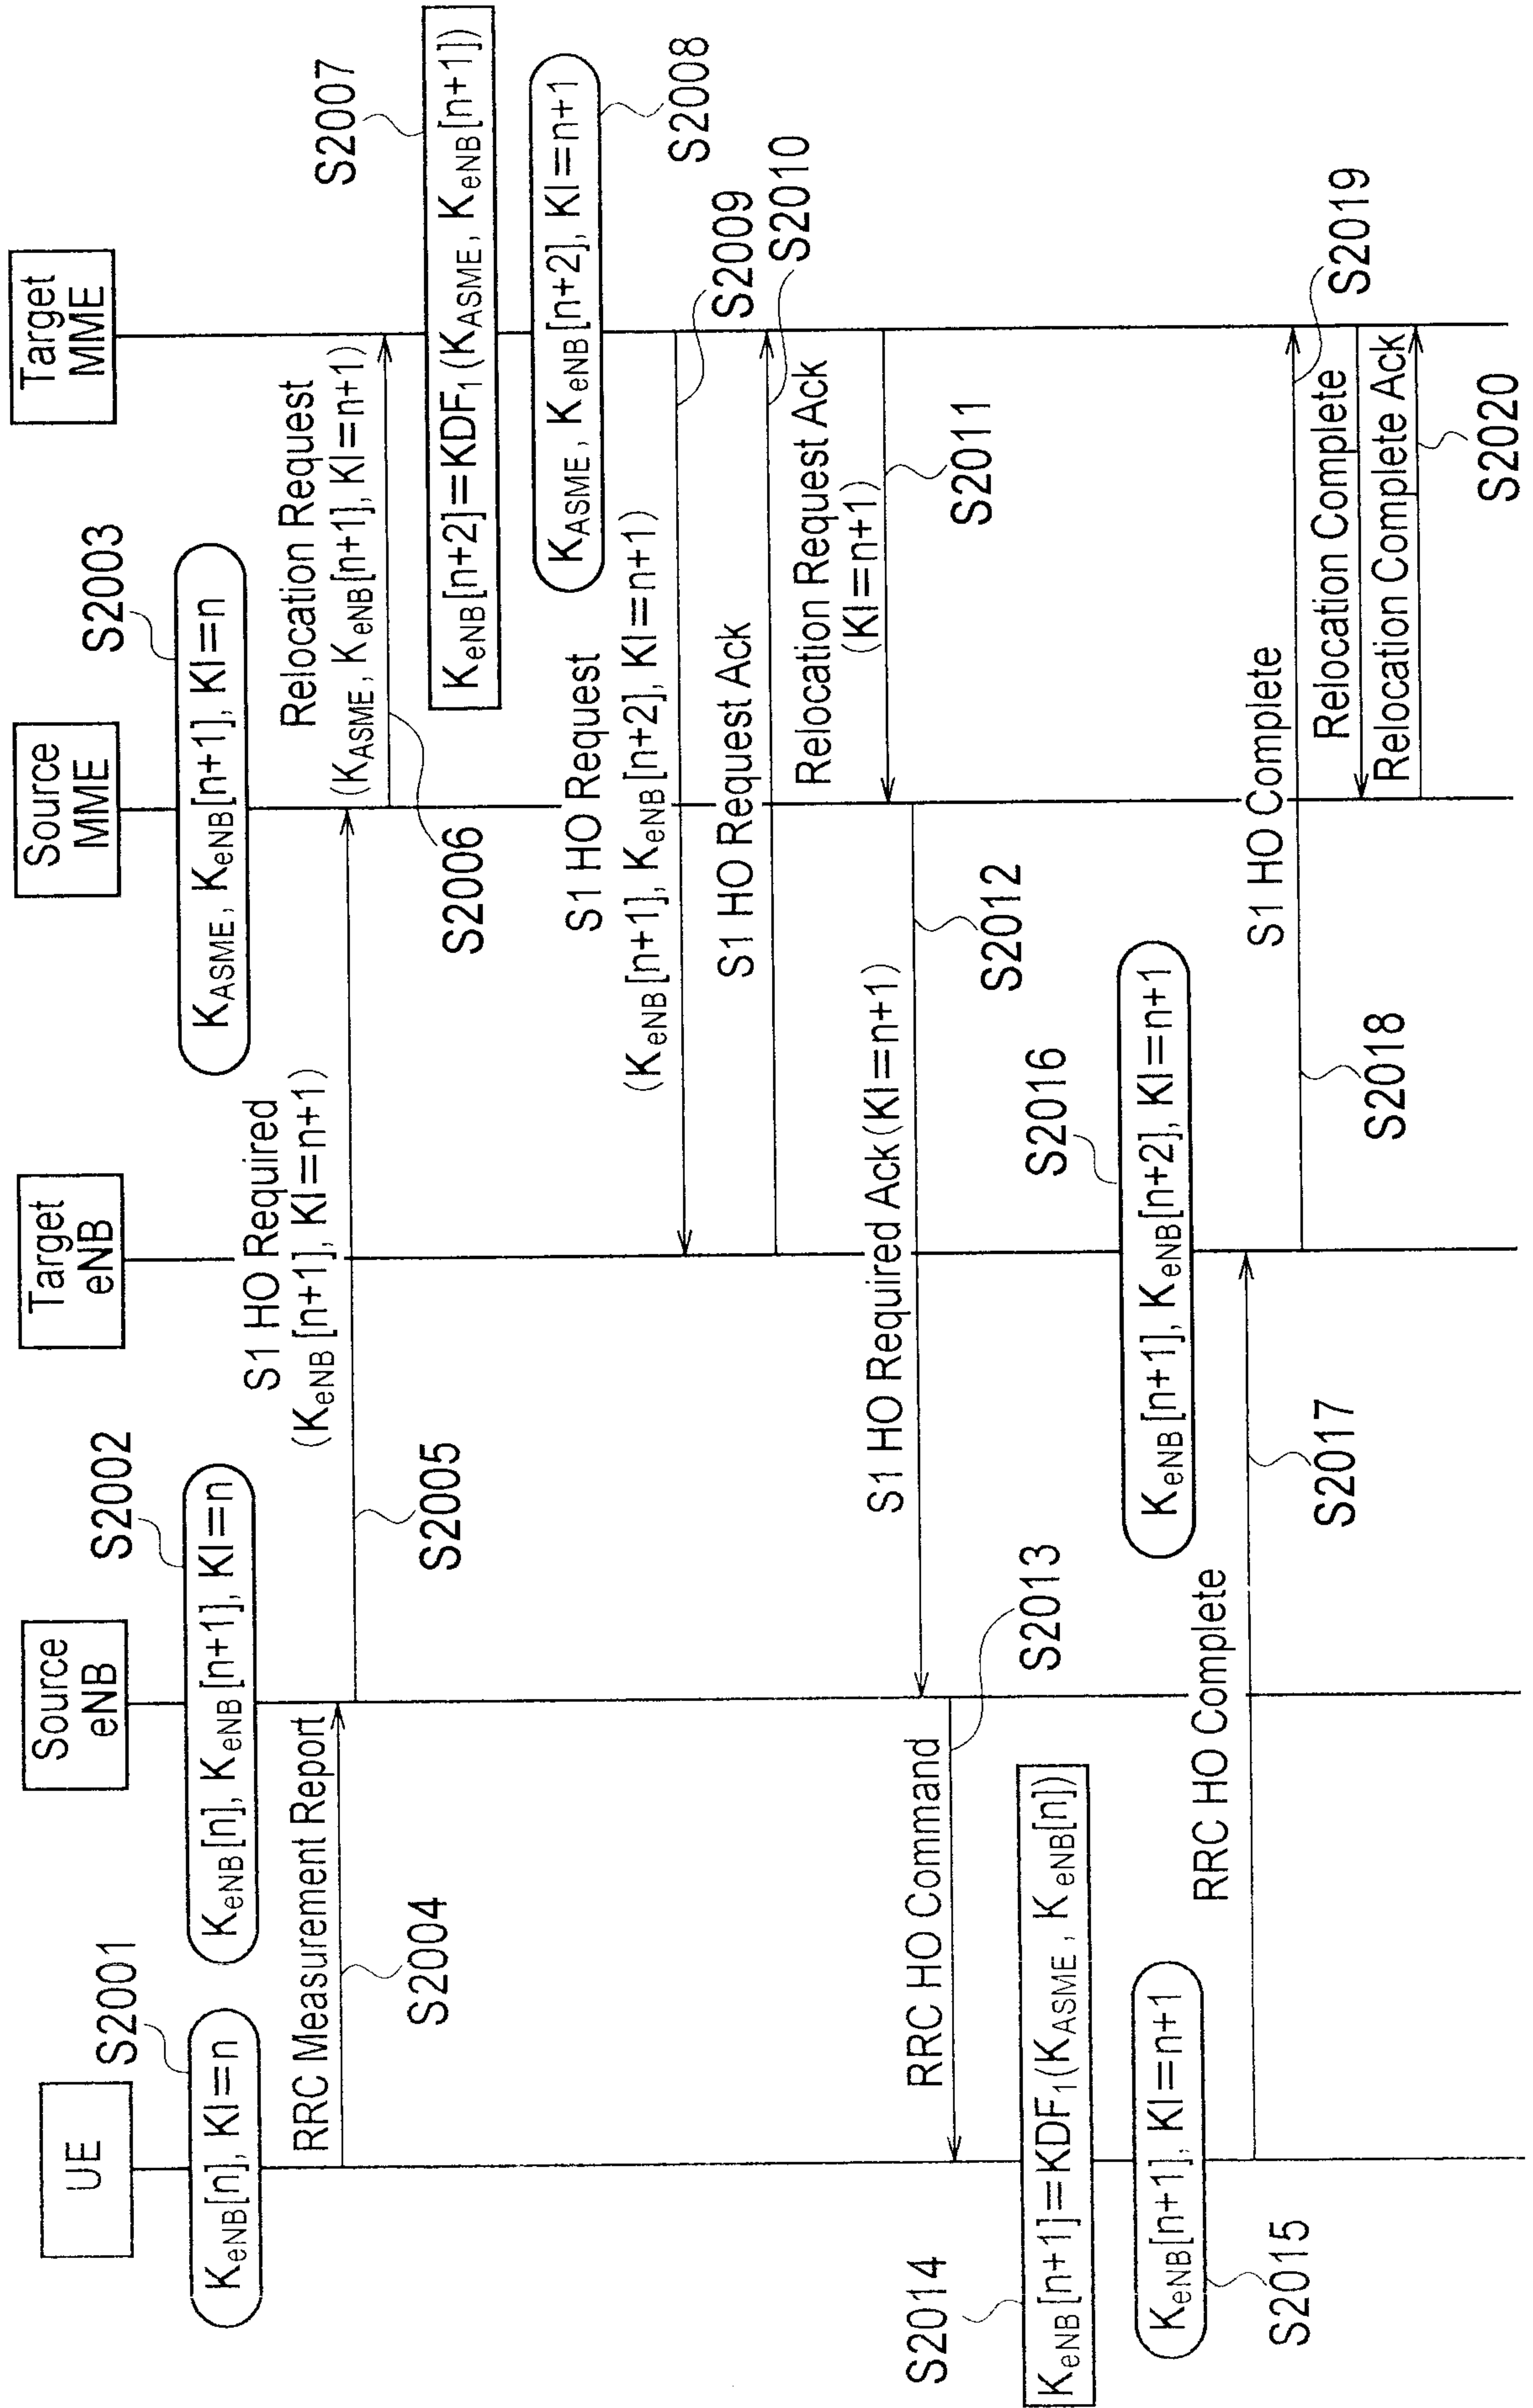 UE
Source
eNB
Target
eNB
Source
MME
Target
MME
S2001
KeNB[n], KI=n
S2002
KeNB[n], KeNB[n+1], KI=n
S2003
KASME, KeNB[n+1], KI=n
RRC Measurement Report
S2004
S1 HO Required
(KeNB[n+1], KI=n+1)
S2005
Relocation Request
(KASME, KeNB[n+1], KI=n+1)
S2006
S2007
KeNB[n+2]=KDF1(KASME, KeNB[n+1])
KASME, KeNB[n+2], KI=n+1
S2008
S1 HO Request
(KeNB[n+1], KeNB[n+2], KI=n+1)
S2009
S1 HO Request Ack
S2010
Relocation Request Ack
(KI=n+1)
S2011
S1 HO Required Ack(KI=n+1)
S2012
RRC HO Command
S2013
S2014
KeNB[n+1]=KDF1(KASME, KeNB[n])
KeNB[n+1], KI=n+1
S2015
S2016
KeNB[n+1], KeNB[n+2], KI=n+1
RRC HO Complete
S2017
S1 HO Complete
S2018
S2019
Relocation Complete
Relocation Complete Ack
S2020